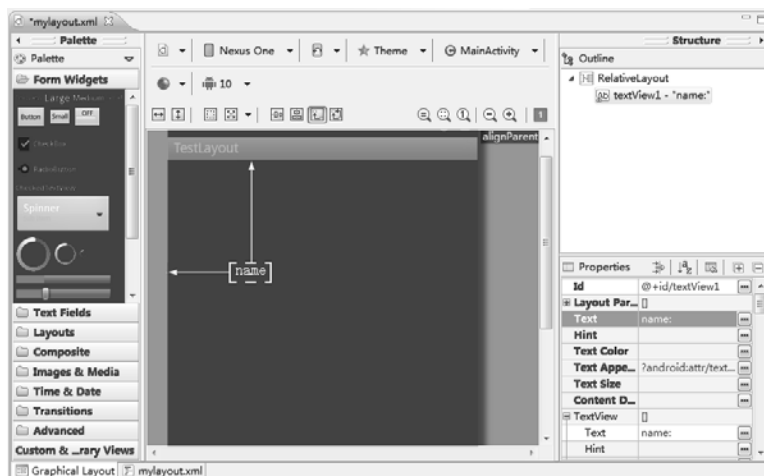 *mylayout.xml
Palette
Palette
Form Widgets
Large Medium
Button Small OFF
CheckBox
RadioButton
CheckedTextView
Spinner
Text Fields
Layouts
Composite
Images & Media
Time & Date
Transitions
Advanced
Custom & ...rary Views
Nexus One
Theme
MainActivity
10
1
alignParent
TestLayout
name
Structure
Outline
RelativeLayout
textView1 - "name:"
Properties
Id @+id/textView1
Layout Par... []
Text name:
Hint
Text Color
Text Appe... ?android:attr/text...
Text Size
Content D...
TextView []
Text name:
Hint
Graphical Layout
mylayout.xml